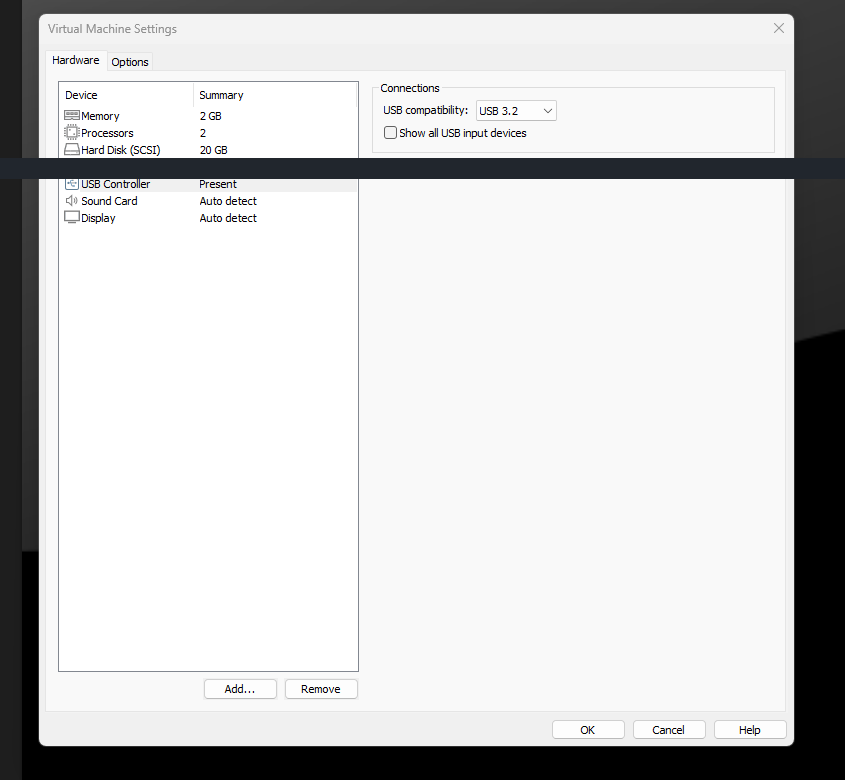 Virtual Machine Settings
Hardware Options
Device Summary
Memory 2 GB
Processors 2
Hard Disk (SCSI) 20 GB
USB Controller Present
Sound Card Auto detect
Display Auto detect
Connections
USB compatibility: USB 3.2
Show all USB input devices
Add... Remove
OK Cancel Help